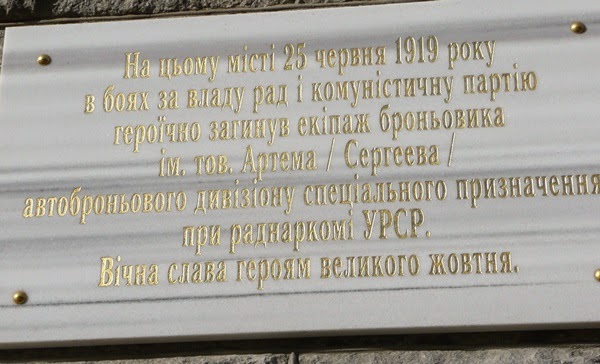 На цьому місті 25 червня 1919 року
в боях за владу рад і комуністичну партію
героїчно загинув екіпаж броньовика
ім. тов. Артема / Сергеева /
автоброньового дивізіону спеціального призначення
при раднаркомі УРСР.
Вічна слава героям великого жовтня.